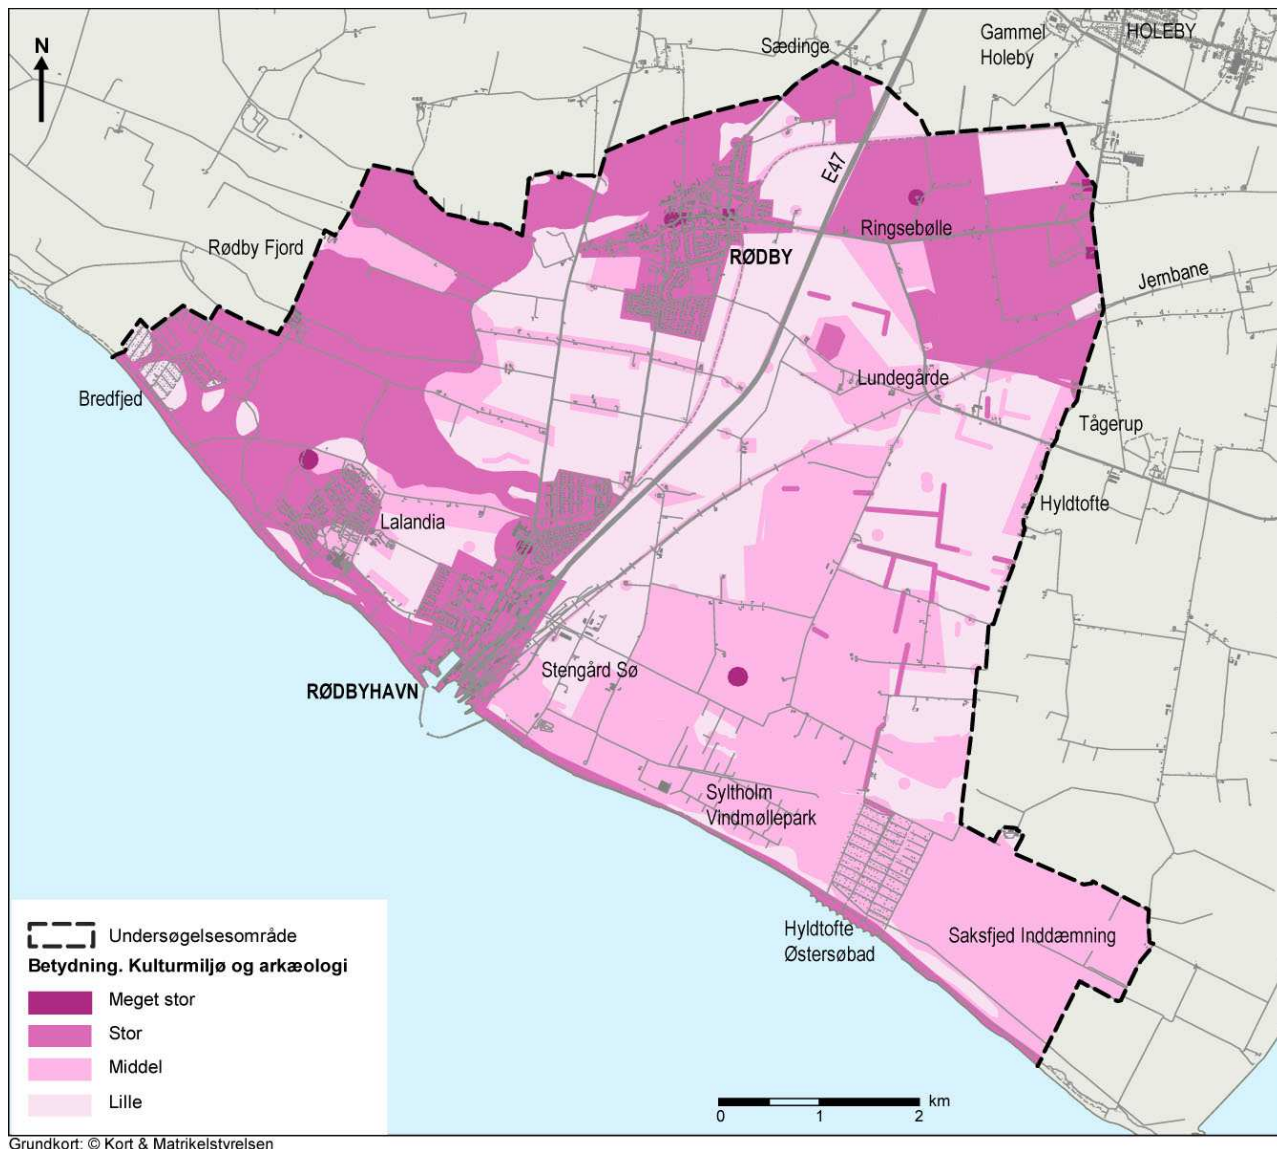 N
Sædinge
Gammel
Holeby
HOLEBY
E47
Rødby Fjord
RØDBY
Ringsebølle
Jernbane
Bredfjed
Lundegårde
Tågerup
Hyldtofte
Lalandia
Stengård Sø
RØDBYHAVN
Syltholm
Vindmøllepark
Hyldtofte
Østersøbad
Saksfjed Inddæmning
Undersøgelsesområde
Betydning. Kulturmiljø og arkæologi
Meget stor
Stor
Middel
Lille
km
0 1 2
Grundkort: © Kort & Matrikelstyrelsen